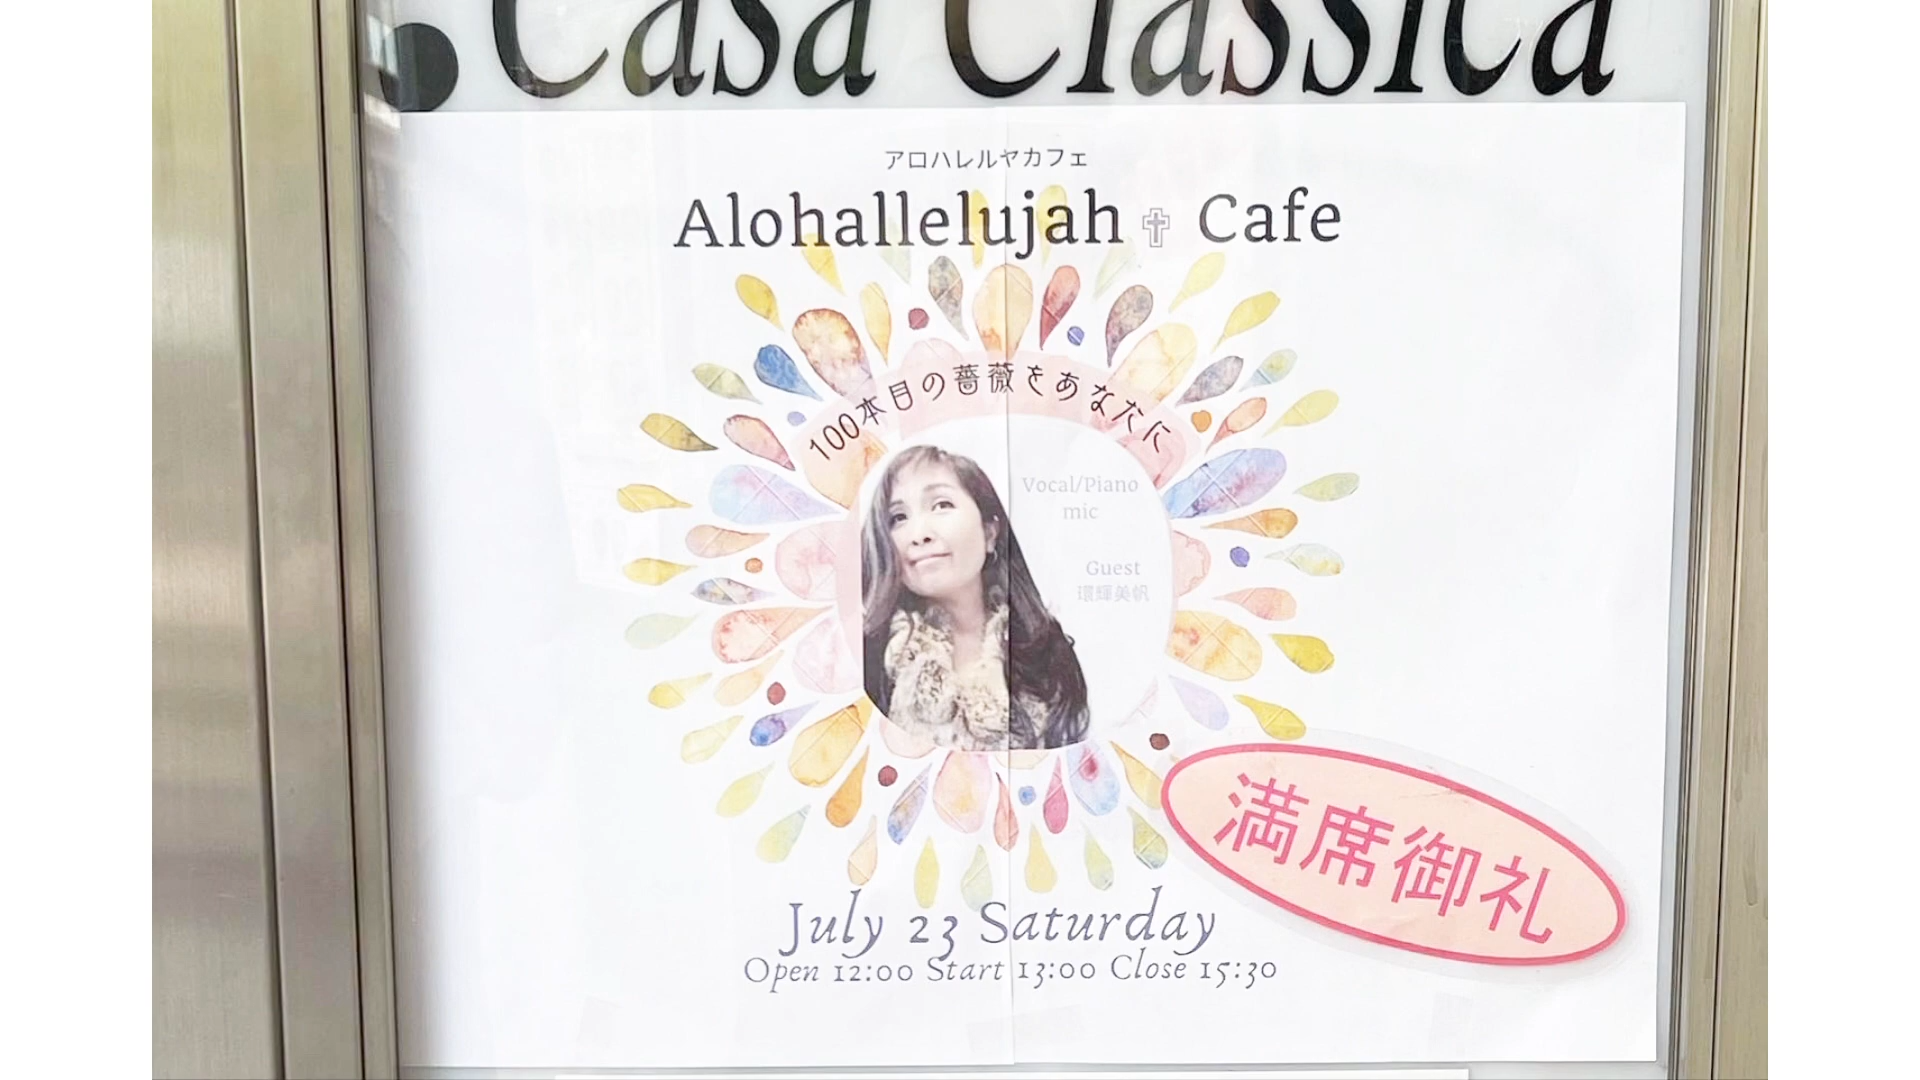 Casa Classica
アロハレルヤカフェ
Alohallelujah Cafe
100本目の薔薇をあなたに
Vocal/Piano
mic
Guest
環輝美帆
満席御礼
July 23 Saturday
Open 12:00 Start 13:00 Close 15:30